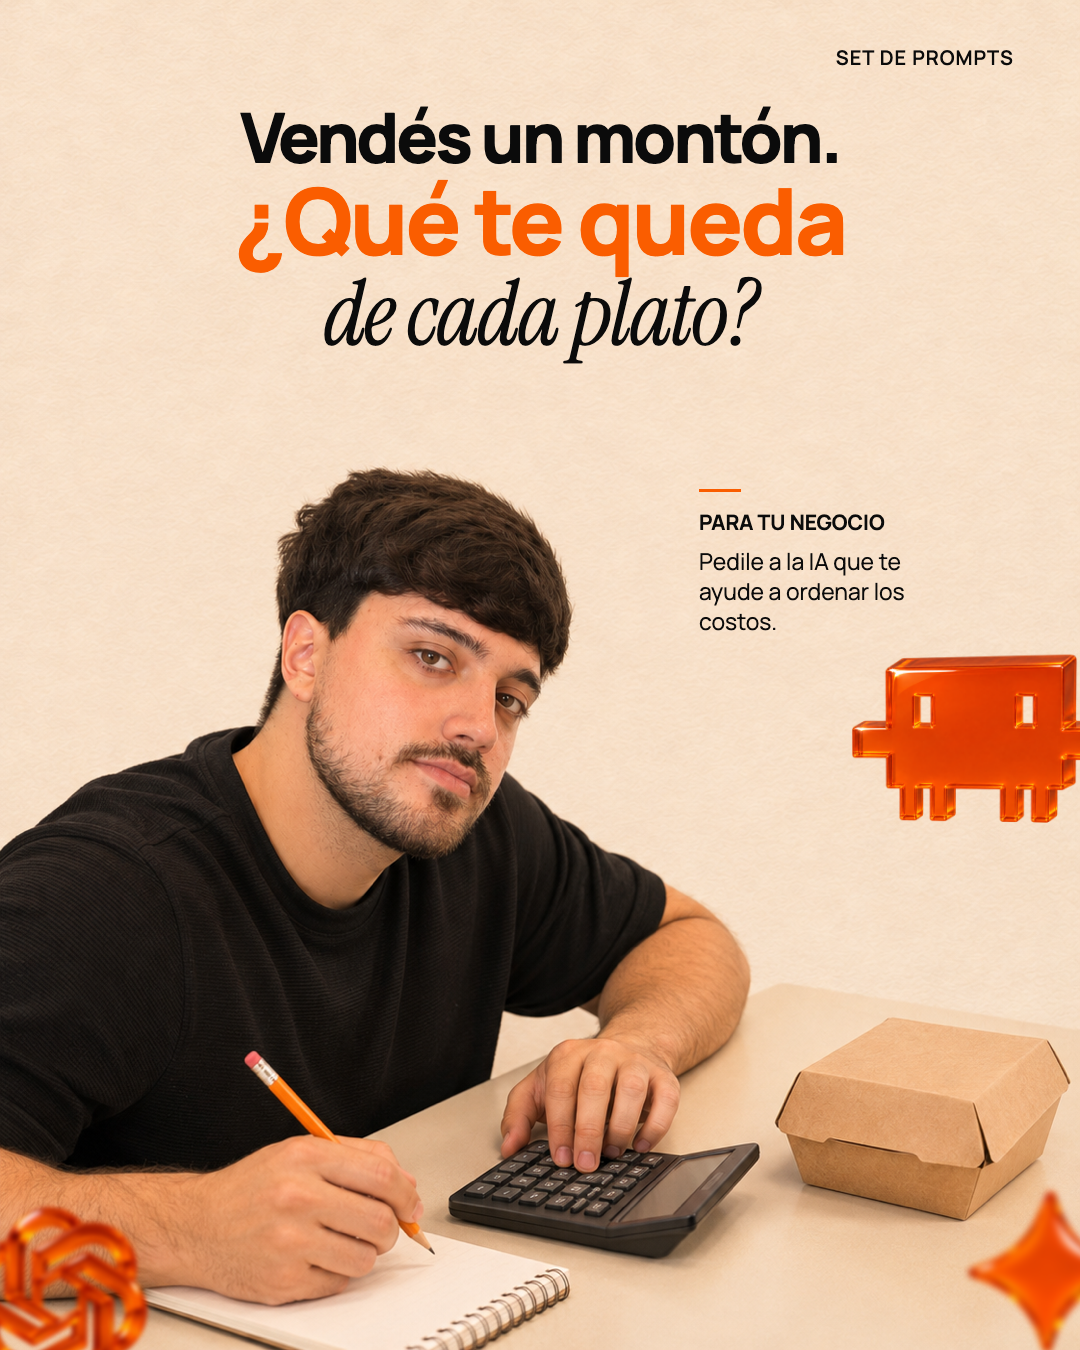 SET DE PROMPTS
Vendés un montón.
¿Qué te queda
de cada plato?
PARA TU NEGOCIO
Pedile a la IA que te
ayude a ordenar los
costos.